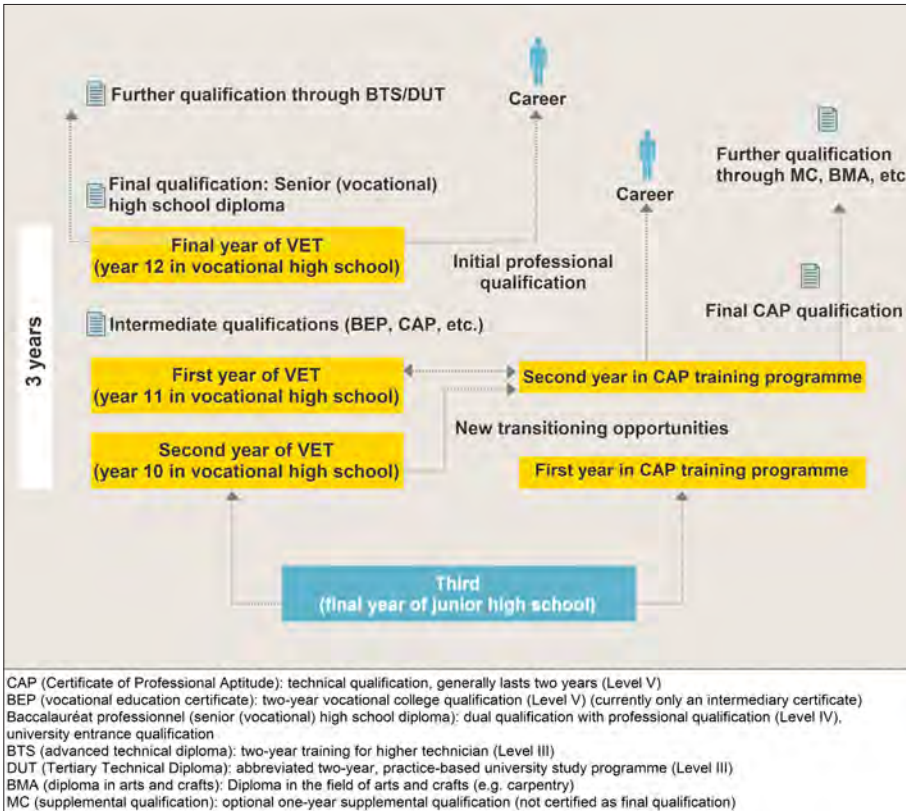 Further qualification through BTS/DUT
Career
Final qualification: Senior (vocational)
high school diploma
Career
Further qualification
through MC, BMA, etc
Final year of VET
(year 12 in vocational high school)
Initial professional
qualification
Final CAP qualification
Intermediate qualifications (BEP, CAP, etc.)
3 years
First year of VET
(year 11 in vocational high school)
Second year in CAP training programme
New transitioning opportunities
Second year of VET
(year 10 in vocational high school)
First year in CAP training programme
Third
(final year of junior high school)
CAP (Certificate of Professional Aptitude): technical qualification, generally lasts two years (Level V)
BEP (vocational education certificate): two-year vocational college qualification (Level V) (currently only an intermediary certificate)
Baccalauréat professionnel (senior (vocational) high school diploma): dual qualification with professional qualification (Level IV),
university entrance qualification
BTS (advanced technical diploma): two-year training for higher technician (Level III)
DUT (Tertiary Technical Diploma): abbreviated two-year, practice-based university study programme (Level III)
BMA (diploma in arts and crafts): Diploma in the field of arts and crafts (e.g. carpentry)
MC (supplemental qualification): optional one-year supplemental qualification (not certified as final qualification)